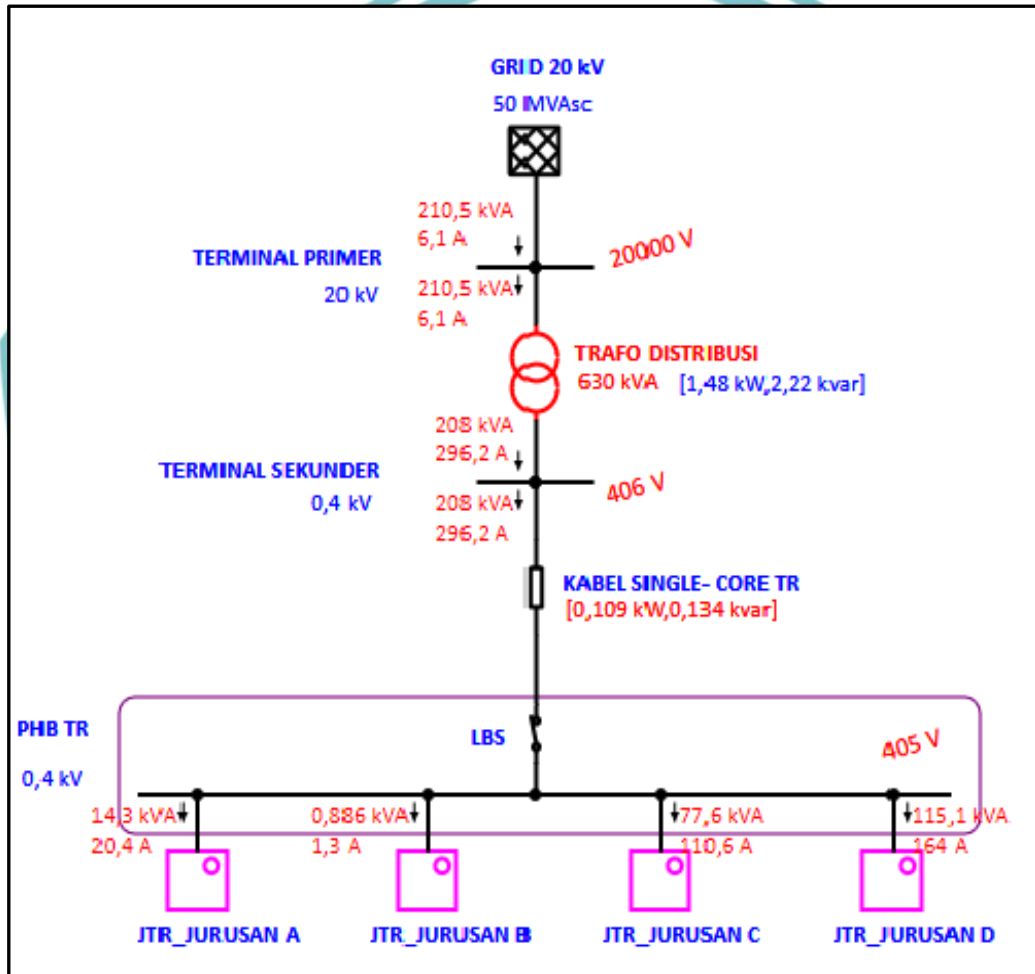 GRID 20 kV
50 MVAsc
210,5 kVA
6,1 A
20000 V
TERMINAL PRIMER
20 kV
210,5 kVA
6,1 A
TRAFO DISTRIBUSI
630 kVA [1,48 kW,2,22 kvar]
208 kVA
296,2 A
406 V
TERMINAL SEKUNDER
0,4 kV
208 kVA
296,2 A
KABEL SINGLE- CORE TR
[0,109 kW,0,134 kvar]
PHB TR
0,4 kV
LBS
405 V
14,3 kVA
20,4 A
0,886 kVA
1,3 A
77,6 kVA
110,6 A
115,1 kVA
164 A
JTR_JURUSAN A
JTR_JURUSAN B
JTR_JURUSAN C
JTR_JURUSAN D